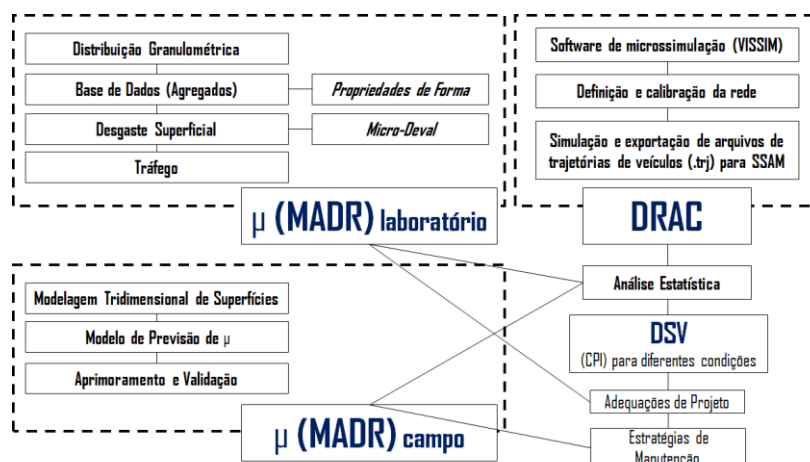 Distribuição Granulométrica
Base de Dados (Agregados)
Propriedades de Forma
Desgaste Superficial
Micro-Deval
Tráfego
μ (MADR) laboratório
Software de microssimulação (VISSIM)
Definição e calibração da rede
Simulação e exportação de arquivos de
trajetórias de veículos (.trj) para SSAM
DRAC
Análise Estatística
DSV
(CPI) para diferentes condições
Adequações de Projeto
Estratégias de
Manutenção
Modelagem Tridimensional de Superfícies
Modelo de Previsão de μ
Aprimoramento e Validação
μ (MADR) campo